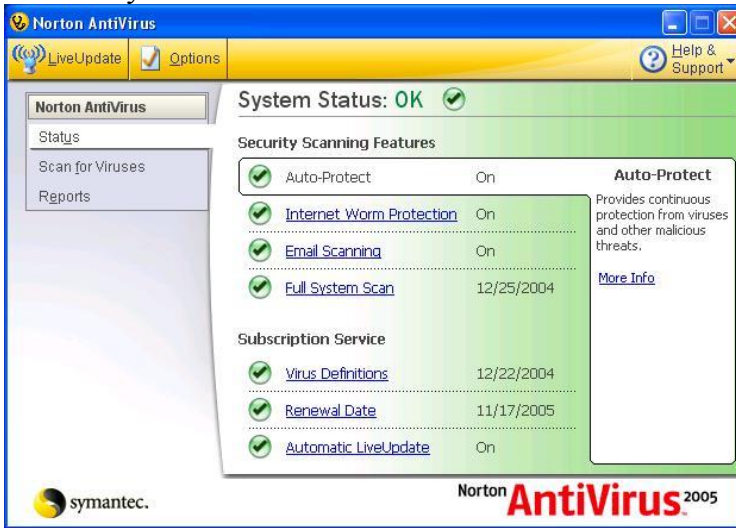 Norton AntiVirus
LiveUpdate Options Help & Support
Norton AntiVirus
Status
Scan for Viruses
Reports
System Status: OK
Security Scanning Features
Auto-Protect On
Internet Worm Protection On
Email Scanning On
Full System Scan 12/25/2004
Auto-Protect
Provides continuous
protection from viruses
and other malicious
threats.
More Info
Subscription Service
Virus Definitions 12/22/2004
Renewal Date 11/17/2005
Automatic LiveUpdate On
symantec.
Norton AntiVirus 2005